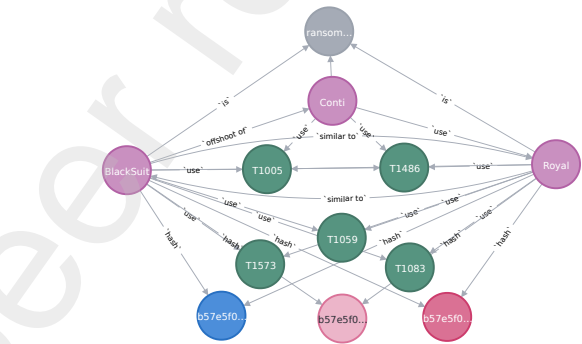 ransom...
`is`
`is`
Conti
`offshoot of`
`use`
`similar to`
`use`
`use`
BlackSuit
`use`
T1005
T1486
`use`
Royal
`similar to`
`use`
`use`
`use`
`use`
`use`
`use`
T1059
`hash`
`hash`
`hash`
`hash`
`hash`
`hash`
T1573
T1083
b57e5f0...
b57e5f0...
b57e5f0...